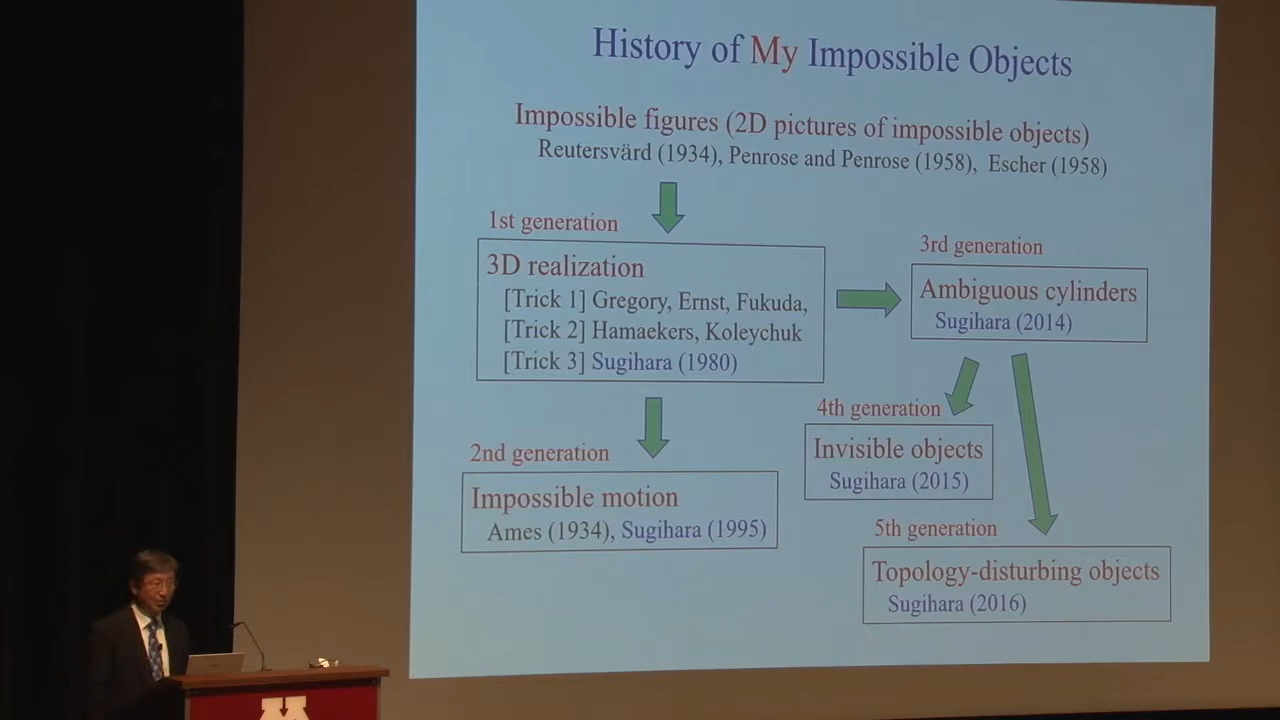 History of My Impossible Objects
Impossible figures (2D pictures of impossible objects)
Reutersvärd (1934), Penrose and Penrose (1958), Escher (1958)
1st generation
3D realization
[Trick 1] Gregory, Ernst, Fukuda,
[Trick 2] Hamaekers, Koleychuk
[Trick 3] Sugihara (1980)
2nd generation
Impossible motion
Ames (1934), Sugihara (1995)
3rd generation
Ambiguous cylinders
Sugihara (2014)
4th generation
Invisible objects
Sugihara (2015)
5th generation
Topology-disturbing objects
Sugihara (2016)
M